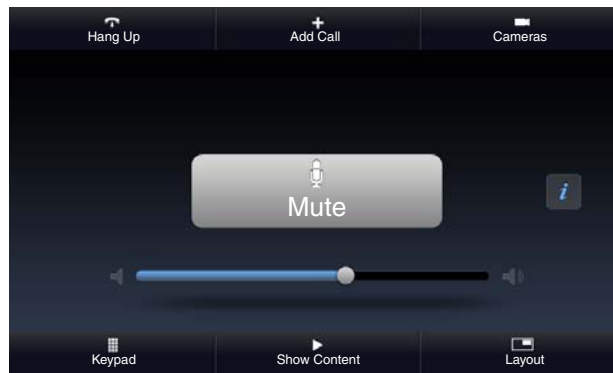 Hang Up
Add Call
Cameras
Mute
i
Keypad
Show Content
Layout